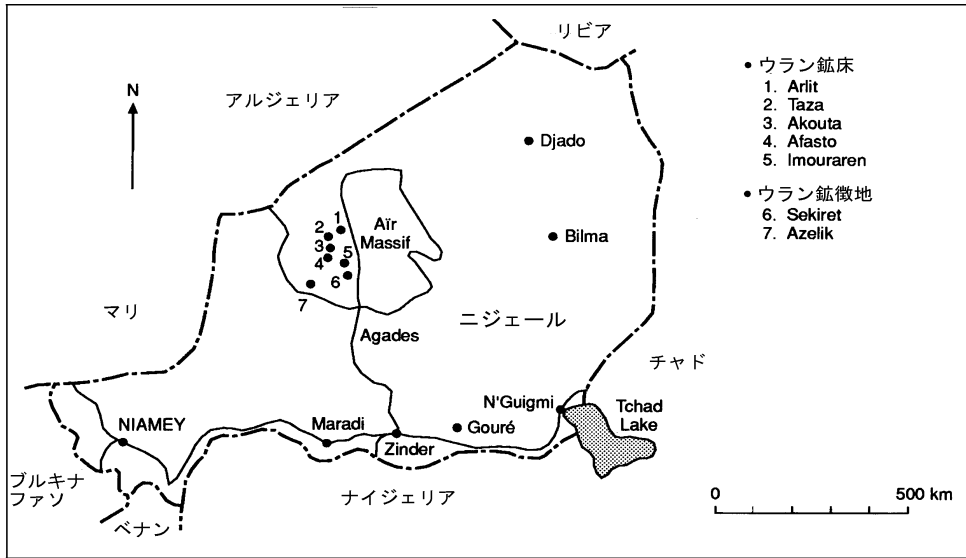 リビア
アルジェリア
N
Djado
Aïr
Massif
Bilma
1
2
3
4
5
6
7
マリ
ニジェール
Agades
チャド
N'Guigmi
Tchad
Lake
NIAMEY
Maradi
Gouré
Zinder
ブルキナ
ファソ
ナイジェリア
ベナン
ウラン鉱床
1. Arlit
2. Taza
3. Akouta
4. Afasto
5. Imouraren
ウラン鉱徴地
6. Sekiret
7. Azelik
0 500 km